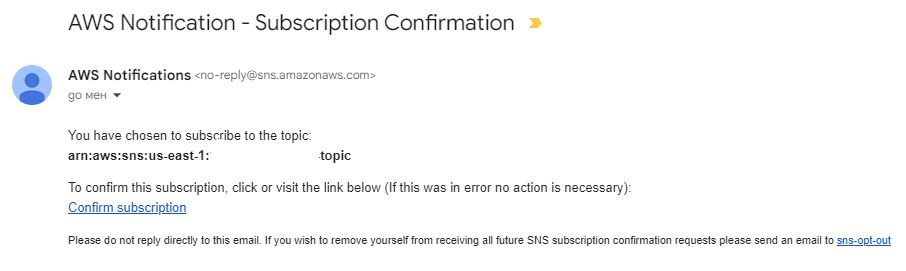 AWS Notification - Subscription Confirmation
AWS Notifications <no-reply@sns.amazonaws.com>
до мен
You have chosen to subscribe to the topic:
arn:aws:sns:us-east-1: topic
To confirm this subscription, click or visit the link below (If this was in error no action is necessary):
Confirm subscription
Please do not reply directly to this email. If you wish to remove yourself from receiving all future SNS subscription confirmation requests please send an email to sns-opt-out